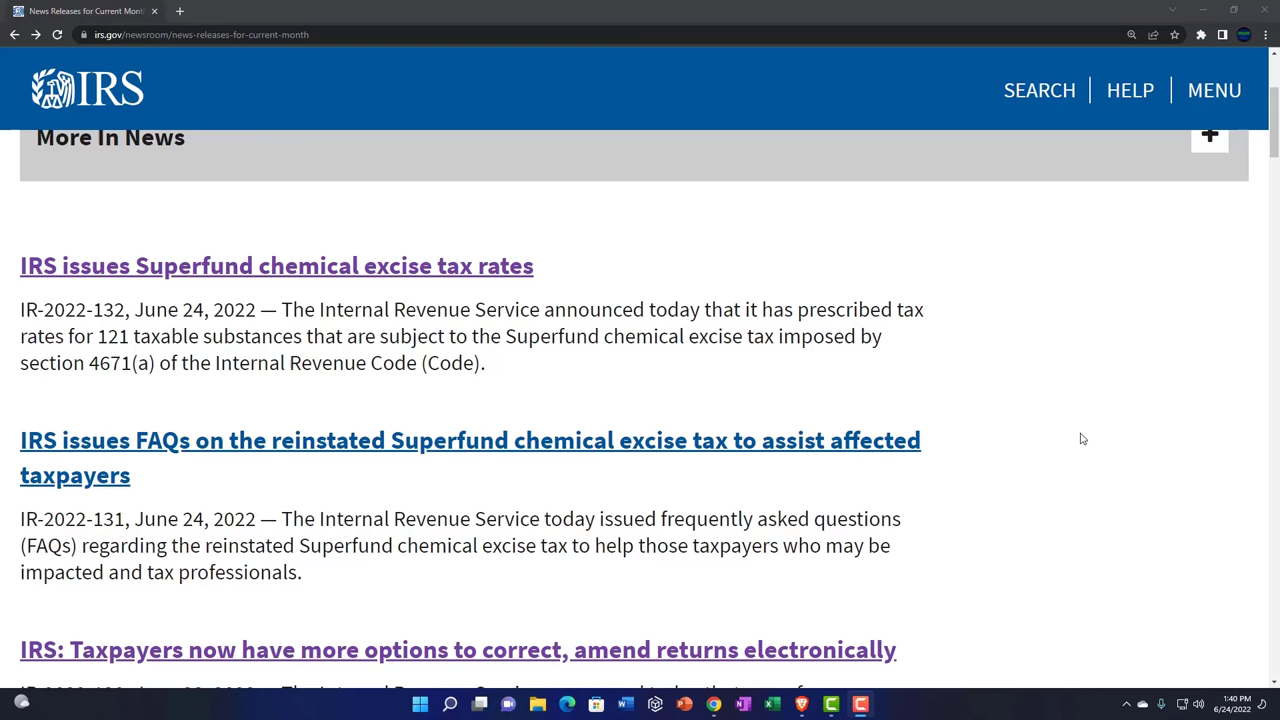 News Releases for Current Mont
irs.gov/newsroom/news-releases-for-current-month
IRS
SEARCH
HELP
MENU
More In News
IRS issues Superfund chemical excise tax rates
IR-2022-132, June 24, 2022 — The Internal Revenue Service announced today that it has prescribed tax
rates for 121 taxable substances that are subject to the Superfund chemical excise tax imposed by
section 4671(a) of the Internal Revenue Code (Code).
IRS issues FAQs on the reinstated Superfund chemical excise tax to assist affected
taxpayers
IR-2022-131, June 24, 2022 — The Internal Revenue Service today issued frequently asked questions
(FAQs) regarding the reinstated Superfund chemical excise tax to help those taxpayers who may be
impacted and tax professionals.
IRS: Taxpayers now have more options to correct, amend returns electronically
1:40 PM
6/24/2022